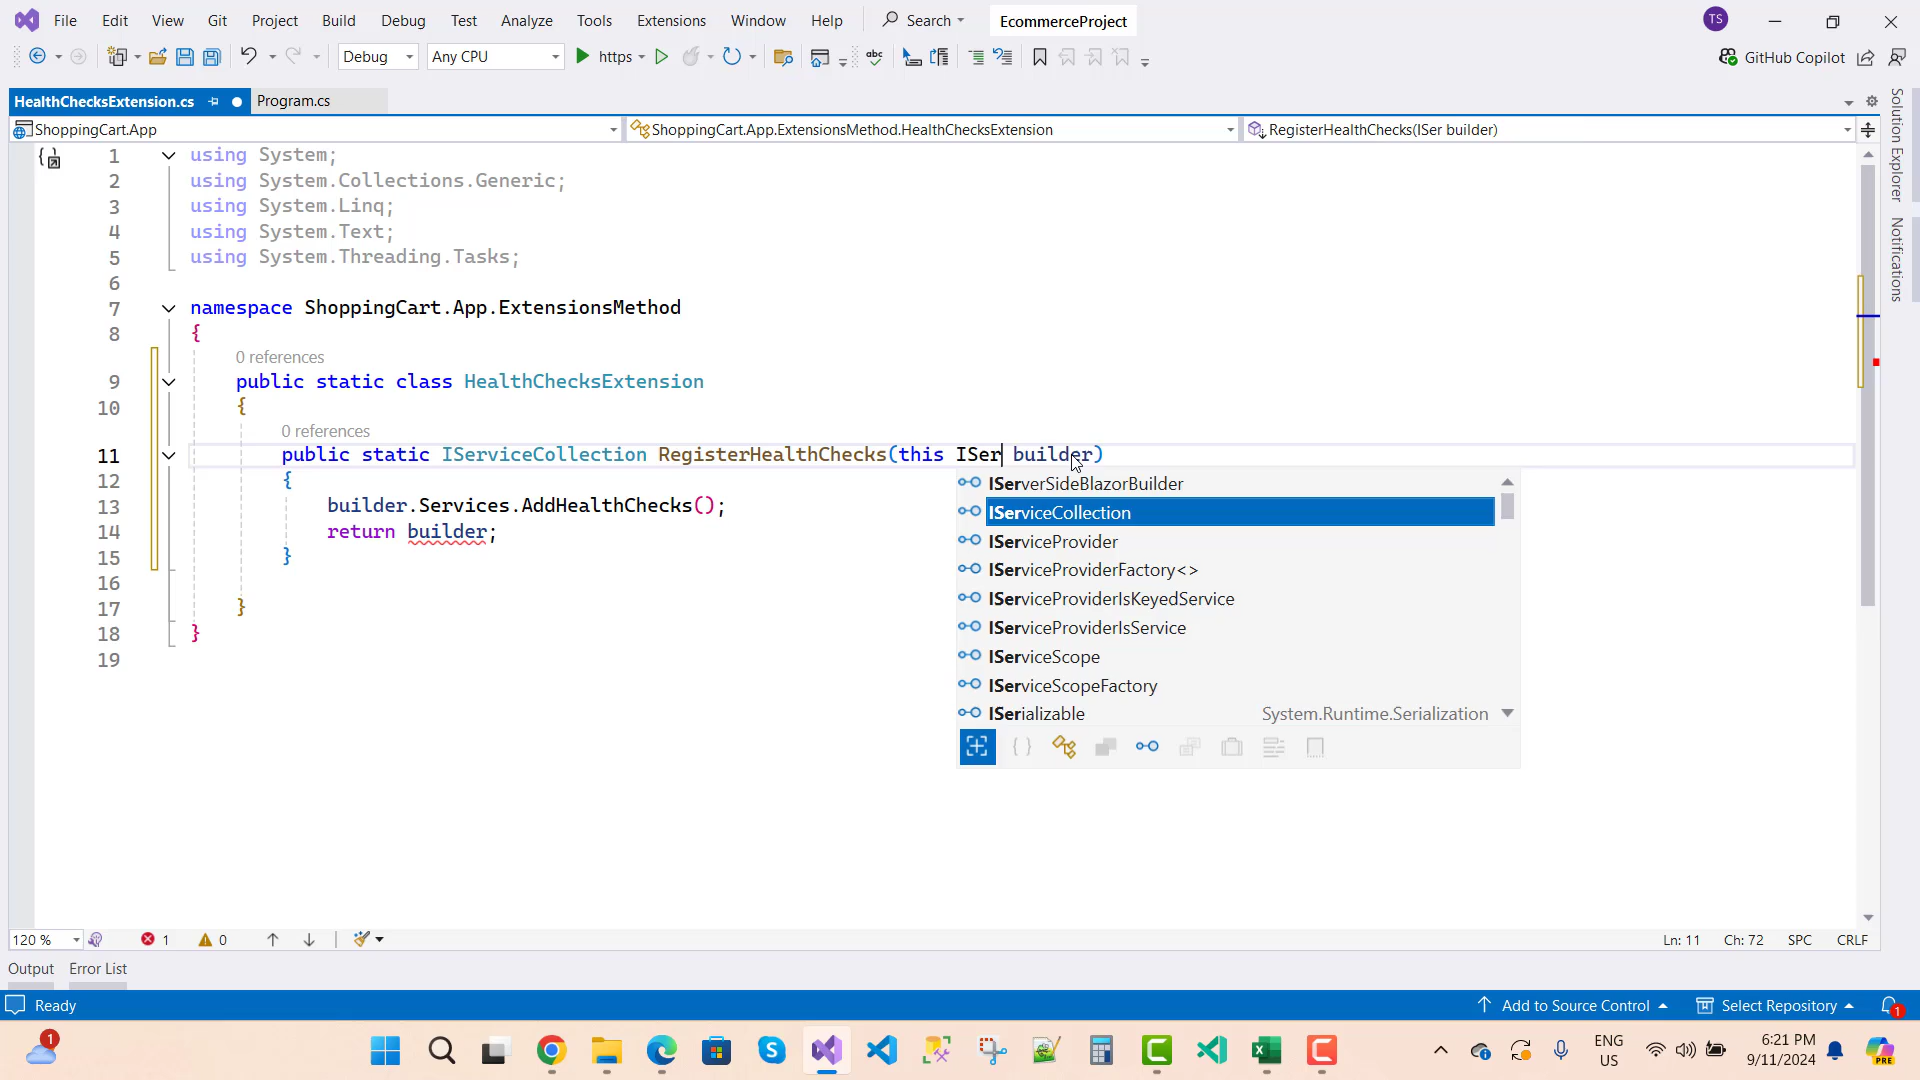 File Edit View Git Project Build Debug Test Analyze Tools Extensions Window Help Search EcommerceProject TS
Debug Any CPU https GitHub Copilot
HealthChecksExtension.cs Program.cs
ShoppingCart.App ShoppingCart.App.ExtensionsMethod.HealthChecksExtension RegisterHealthChecks(ISer builder)
1 using System;
2 using System.Collections.Generic;
3 using System.Linq;
4 using System.Text;
5 using System.Threading.Tasks;
6
7 namespace ShoppingCart.App.ExtensionsMethod
8 {
0 references
9 public static class HealthChecksExtension
10 {
0 references
11 public static IServiceCollection RegisterHealthChecks(this ISer builder)
12 {
13 builder.Services.AddHealthChecks();
14 return builder;
15 }
16
17 }
18 }
19
IServerSideBlazorBuilder
IServiceCollection
IServiceProvider
IServiceProviderFactory<>
IServiceProviderIsKeyedService
IServiceProviderIsService
IServiceScope
IServiceScopeFactory
ISerializable System.Runtime.Serialization
Solution Explorer
Notifications
120 % 1 0 Ln: 11 Ch: 72 SPC CRLF
Output Error List
Ready Add to Source Control Select Repository 1
1 ENG US 6:21 PM 9/11/2024 PRE